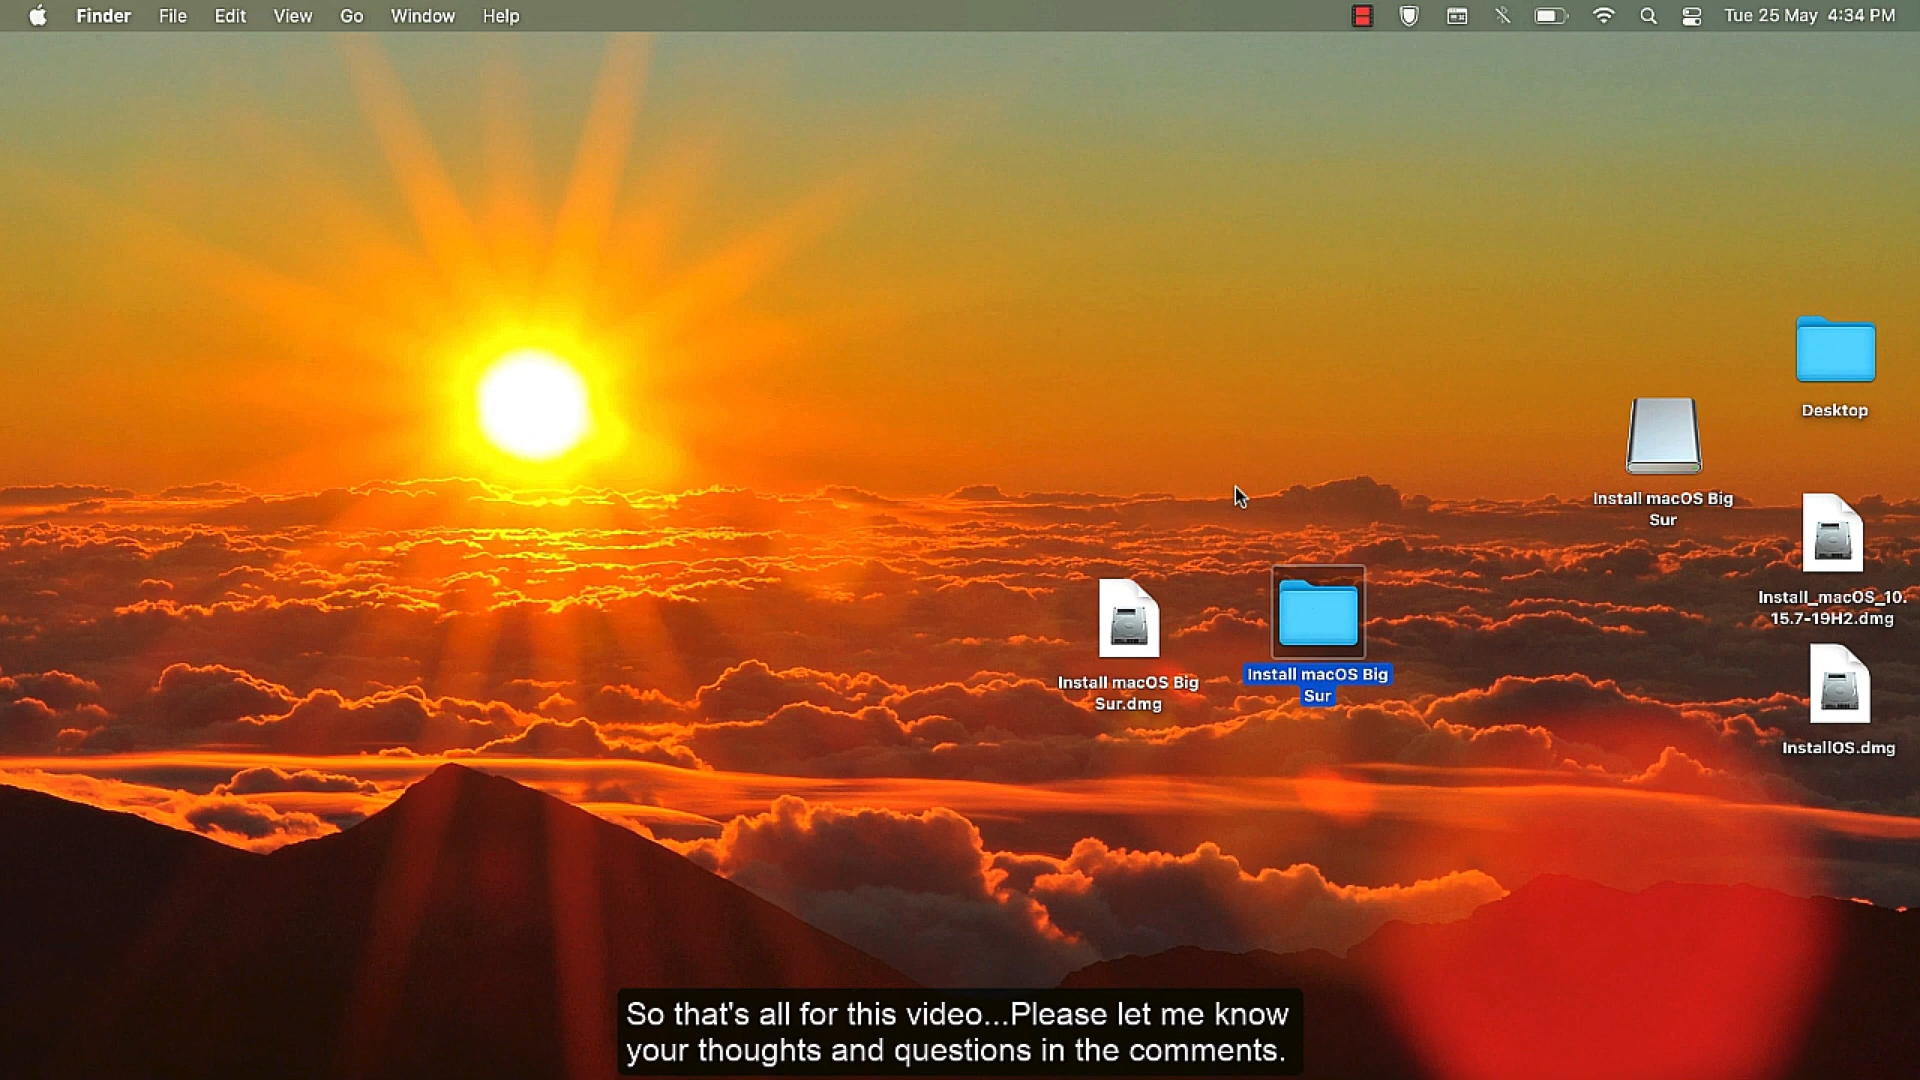 Finder File Edit View Go Window Help Tue 25 May 4:34 PM
Desktop
Install macOS Big
Sur
Install_macOS_10.
15.7-19H2.dmg
Install macOS Big
Sur.dmg
Install macOS Big
Sur
InstallOS.dmg
So that's all for this video...Please let me know
your thoughts and questions in the comments.